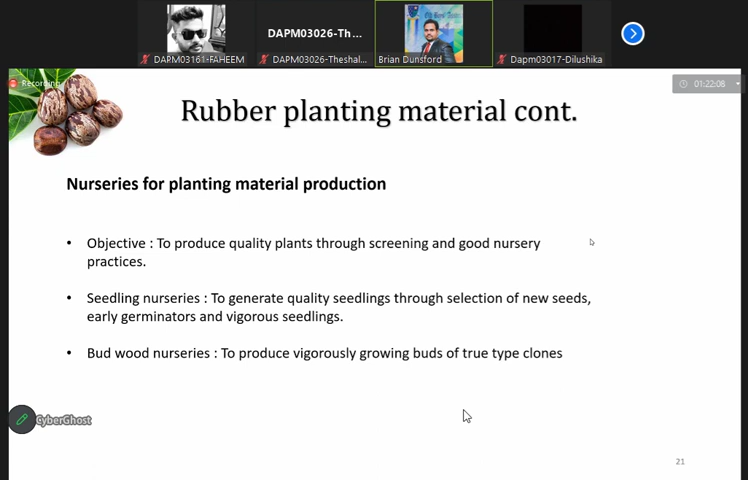 DAPM03026-Th...
DAPM03161-FAHEEM
DAPM03026-Theshal...
Brian Dunsford
Dapm03017-Dilushika
Recording
01:22:08
Rubber planting material cont.
Nurseries for planting material production
• Objective : To produce quality plants through screening and good nursery
practices.
• Seedling nurseries : To generate quality seedlings through selection of new seeds,
early germinators and vigorous seedlings.
• Bud wood nurseries : To produce vigorously growing buds of true type clones
CyberGhost
21